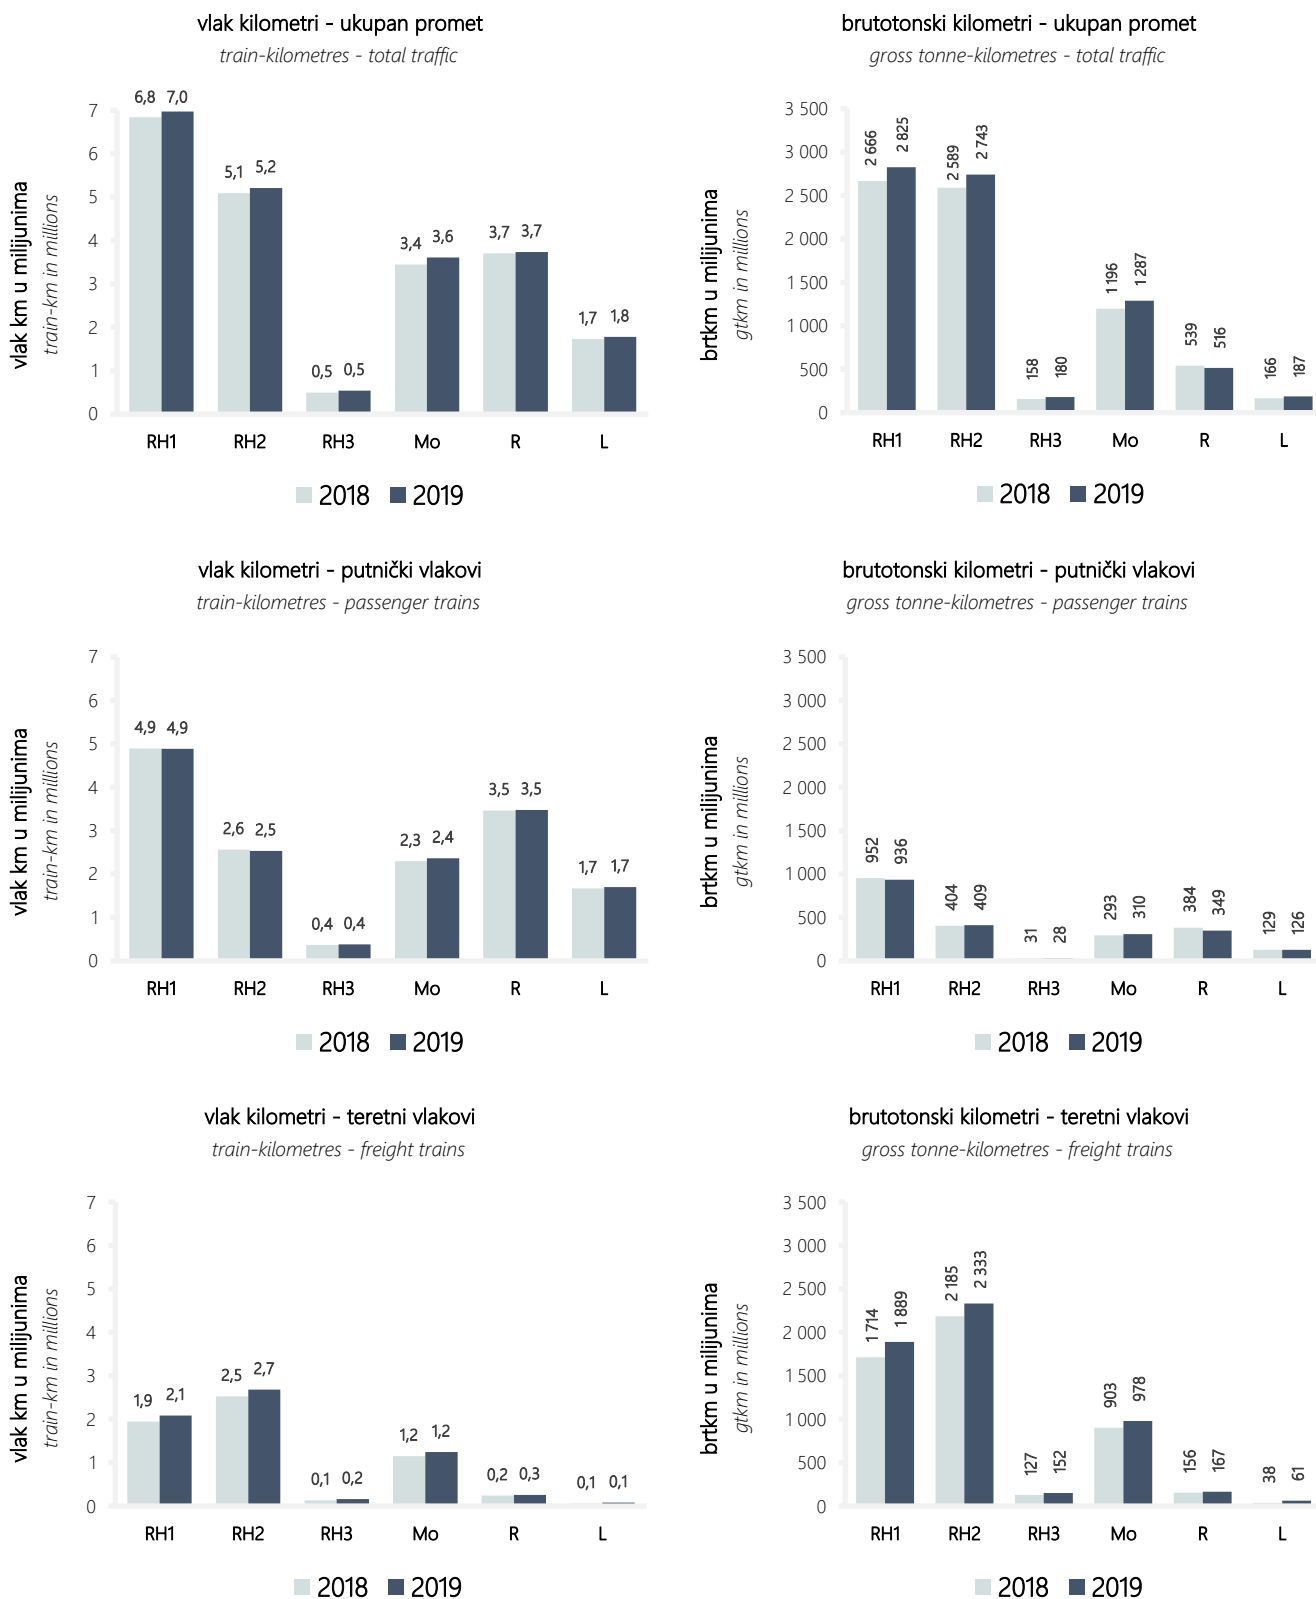 vlak kilometri - ukupan promet
train-kilometres - total traffic
vlak km u milijunima
train-km in millions
7
6
5
4
3
2
1
0
6,8 7,0
5,1 5,2
0,5 0,5
3,4 3,6
3,7 3,7
1,7 1,8
RH1 RH2 RH3 Mo R L
2018 2019
brutotonski kilometri - ukupan promet
gross tonne-kilometres - total traffic
brtkm u milijunima
gtkm in millions
3 500
3 000
2 500
2 000
1 500
1 000
500
0
2 666 2 825
2 589 2 743
158 180
1 196 1 287
539 516
166 187
RH1 RH2 RH3 Mo R L
2018 2019
vlak kilometri - putnički vlakovi
train-kilometres - passenger trains
vlak km u milijunima
train-km in millions
7
6
5
4
3
2
1
0
4,9 4,9
2,6 2,5
0,4 0,4
2,3 2,4
3,5 3,5
1,7 1,7
RH1 RH2 RH3 Mo R L
2018 2019
brutotonski kilometri - putnički vlakovi
gross tonne-kilometres - passenger trains
brtkm u milijunima
gtkm in millions
3 500
3 000
2 500
2 000
1 500
1 000
500
0
952 936
404 409
31 28
293 310
384 349
129 126
RH1 RH2 RH3 Mo R L
2018 2019
vlak kilometri - teretni vlakovi
train-kilometres - freight trains
vlak km u milijunima
train-km in millions
7
6
5
4
3
2
1
0
1,9 2,1
2,5 2,7
0,1 0,2
1,2 1,2
0,2 0,3
0,1 0,1
RH1 RH2 RH3 Mo R L
2018 2019
brutotonski kilometri - teretni vlakovi
gross tonne-kilometres - freight trains
brtkm u milijunima
gtkm in millions
3 500
3 000
2 500
2 000
1 500
1 000
500
0
1 714 1 889
2 185 2 333
127 152
903 978
156 167
38 61
RH1 RH2 RH3 Mo R L
2018 2019